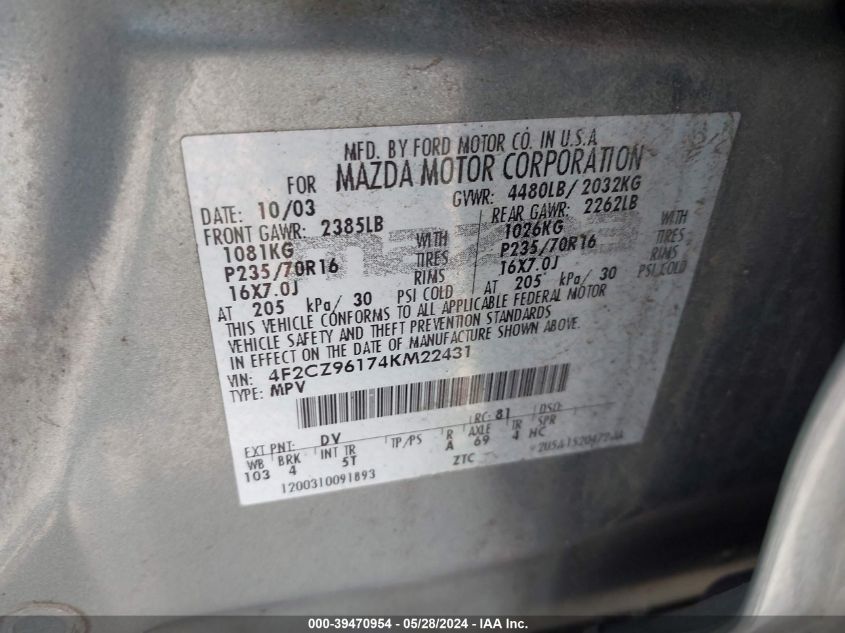 MFD. BY FORD MOTOR CO. IN U.S.A
FOR MAZDA MOTOR CORPORATION
DATE: 10/03 GVWR: 4480LB/ 2032KG
FRONT GAWR: 2385LB REAR GAWR: 2262LB
1081KG WITH 1026KG WITH
P235/70R16 TIRES P235/70R16 TIRES
16X7.0J RIMS 16X7.0J RIMS
AT 205 kPa/ 30 PSI COLD AT 205 kPa/ 30 PSI COLD
THIS VEHICLE CONFORMS TO ALL APPLICABLE FEDERAL MOTOR
VEHICLE SAFETY AND THEFT PREVENTION STANDARDS
IN EFFECT ON THE DATE OF MANUFACTURE SHOWN ABOVE.
VIN: 4F2CZ96174KM22431
TYPE: MPV
EXT PNT: DV RC: 81 DSO:
WB BRK INT TR TP/PS R AXLE TR SPR
103 4 5T A 69 4 NC
ZTC
1200310091893
000-39470954 - 05/28/2024 - IAA Inc.